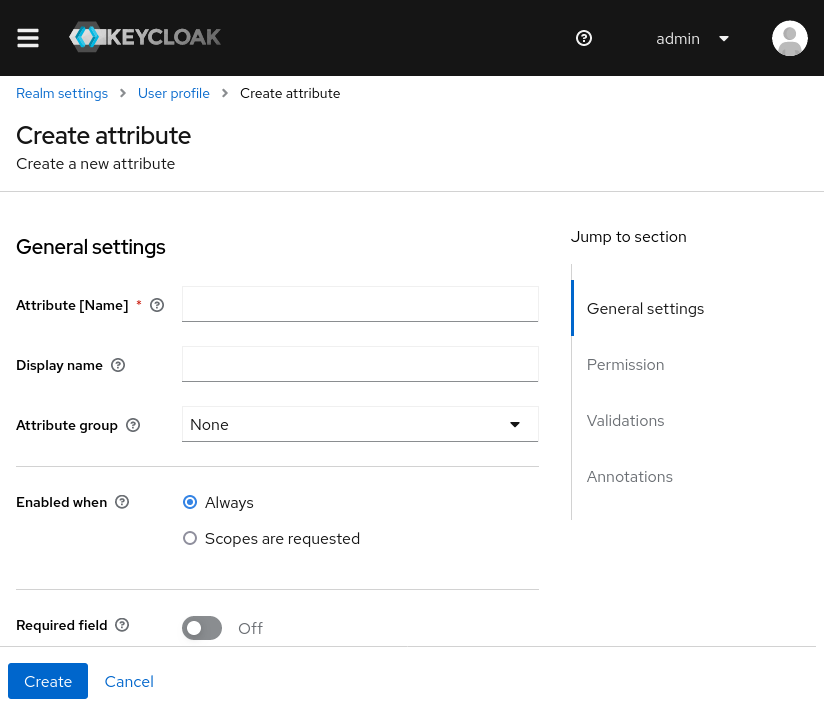 KEYCLOAK
admin
Realm settings
User profile
Create attribute
Create attribute
Create a new attribute
General settings
Attribute [Name] *
Display name
Attribute group
None
Enabled when
Always
Scopes are requested
Required field
Off
Jump to section
General settings
Permission
Validations
Annotations
Create
Cancel